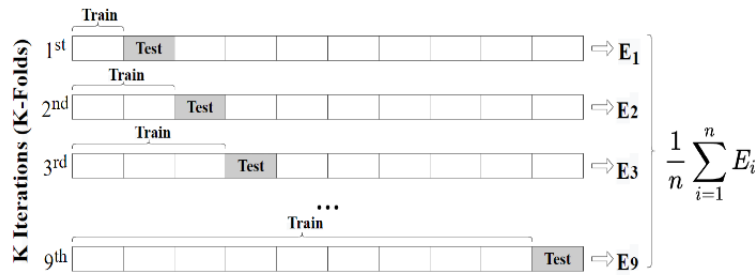 Train
1st Test E1
Train
2nd Test E2
Train
3rd Test E3
...
Train
9th Test E9
K Iterations (K-Folds)
1/n ∑ i=1 n Ei